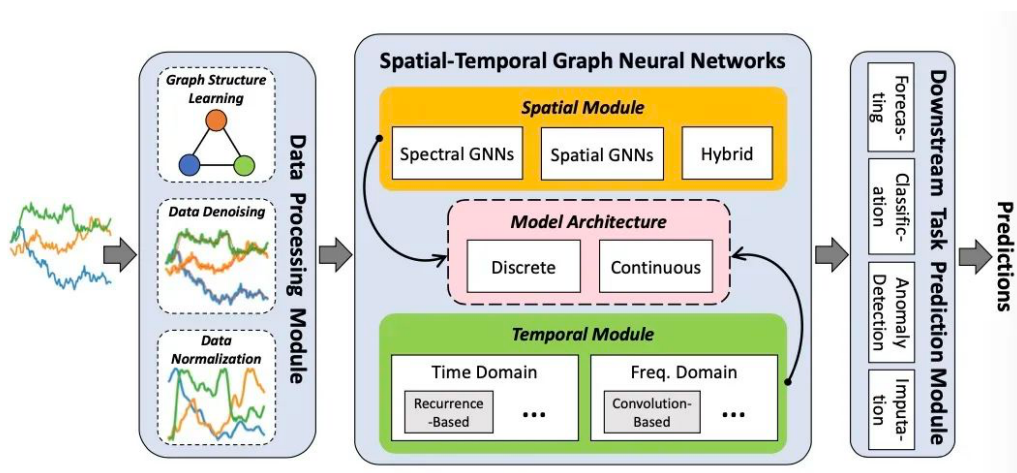 Graph Structure
Learning
Data Denoising
Data
Normalization
Data Processing Module
Spatial-Temporal Graph Neural Networks
Spatial Module
Spectral GNNs
Spatial GNNs
Hybrid
Model Architecture
Discrete
Continuous
Temporal Module
Time Domain
Recurrence
-Based
...
Freq. Domain
Convolution-
Based
...
Forecas-
ting
Classific-
ation
Anomaly
Detection
Imputa-
tion
Downstream Task Prediction Module
Predictions